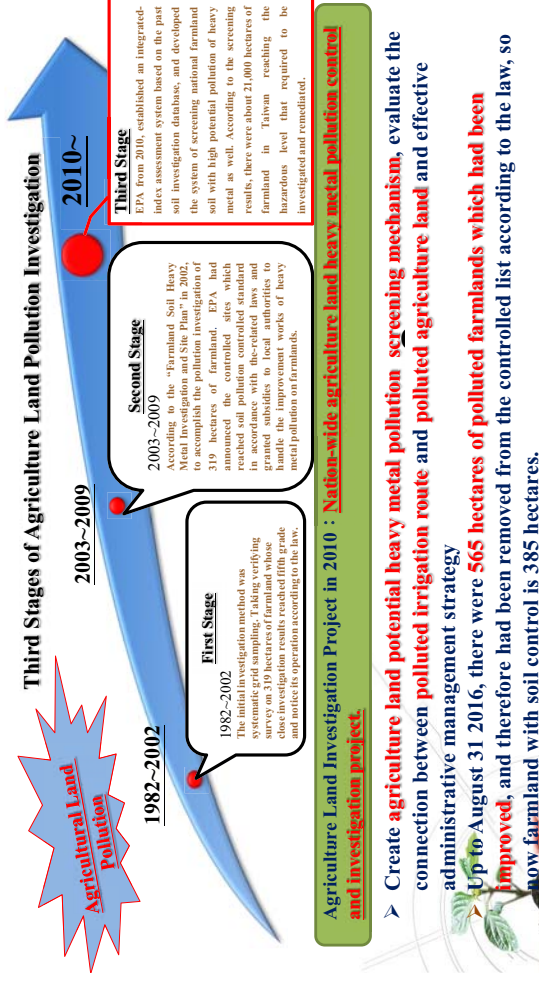 Third Stages of Agriculture Land Pollution Investigation
Agricultural Land
Pollution
1982~2002
2003~2009
2010~
First Stage
1982~2002
The initial investigation method was
systematic grid sampling. Taking verifying
survey on 319 hectares of farmland whose
close investigation results reached fifth grade
and notice its operation according to the law.
Second Stage
2003~2009
According to the “Farmland Soil Heavy
Metal Investigation and Site Plan” in 2002,
to accomplish the pollution investigation of
319 hectares of farmland. EPA had
announced the controlled sites which
reached soil pollution controlled standard
in accordance with the-related laws and
granted subsidies to local authorities to
handle the improvement works of heavy
metal pollution on farmlands.
Third Stage
EPA from 2010, established an integrated-
index assessment system based on the past
soil investigation database, and developed
the system of screening national farmland
soil with high potential pollution of heavy
metal as well. According to the screening
results, there were about 21,000 hectares of
farmland in Taiwan reaching the
hazardous level that required to be
investigated and remediated.
Agriculture Land Investigation Project in 2010 : Nation-wide agriculture land heavy metal pollution control
and investigation project.
➢ Create agriculture land potential heavy metal pollution screening mechanism, evaluate the
connection between polluted irrigation route and polluted agriculture land and effective
administrative management strategy
➢ Up to August 31 2016, there were 565 hectares of polluted farmlands which had been
improved, and therefore had been removed from the controlled list according to the law, so
now farmland with soil control is 385 hectares.